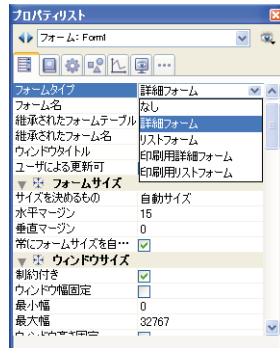 プロパティリスト
フォーム: Form1
フォームタイプ 詳細フォーム
なし
詳細フォーム
リストフォーム
印刷用詳細フォーム
印刷用リストフォーム
フォーム名
継承されたフォームテーブル
継承されたフォーム名
ウィンドウタイトル
ユーザによる更新可
フォームサイズ
サイズを決めるもの 自動サイズ
水平マージン 15
垂直マージン 0
常にフォームサイズを自…
ウィンドウサイズ
制約付き
ウィンドウ幅固定
最小幅 0
最大幅 32767
ウィンドウ高さ固定